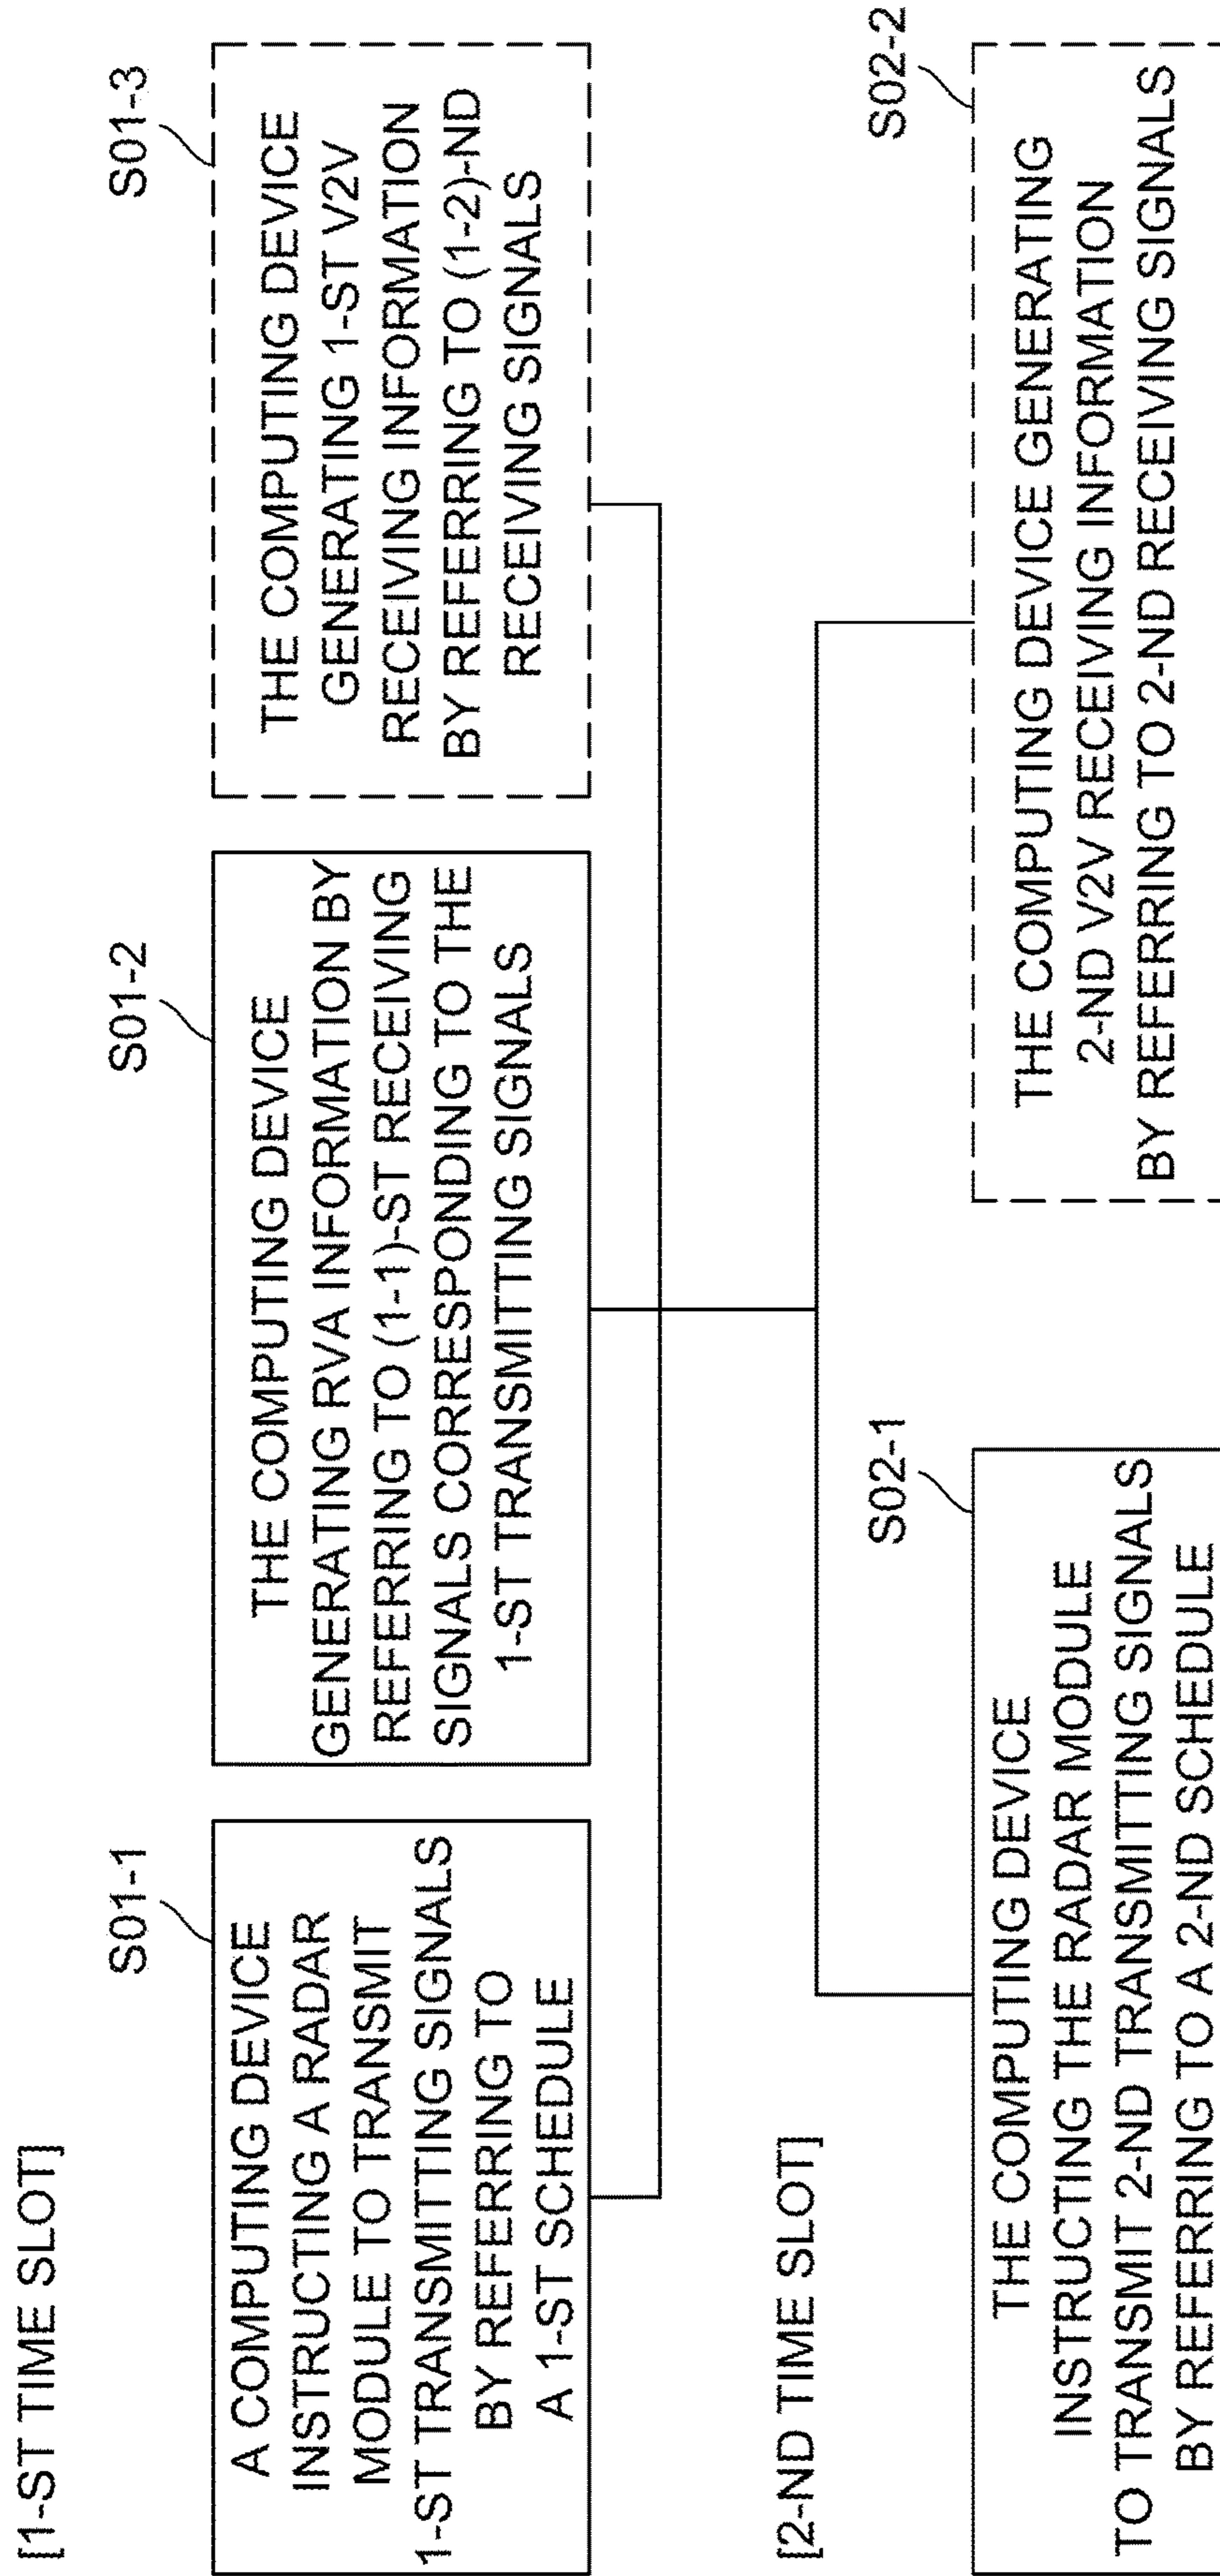 [1-ST TIME SLOT]
S01-1
A COMPUTING DEVICE
INSTRUCTING A RADAR
MODULE TO TRANSMIT
1-ST TRANSMITTING SIGNALS
BY REFERRING TO
A 1-ST SCHEDULE
S01-2
THE COMPUTING DEVICE
GENERATING RVA INFORMATION BY
REFERRING TO (1-1)-ST RECEIVING
SIGNALS CORRESPONDING TO THE
1-ST TRANSMITTING SIGNALS
S01-3
THE COMPUTING DEVICE
GENERATING 1-ST V2V
RECEIVING INFORMATION
BY REFERRING TO (1-2)-ND
RECEIVING SIGNALS
[2-ND TIME SLOT]
S02-1
THE COMPUTING DEVICE
INSTRUCTING THE RADAR MODULE
TO TRANSMIT 2-ND TRANSMITTING SIGNALS
BY REFERRING TO A 2-ND SCHEDULE
S02-2
THE COMPUTING DEVICE GENERATING
2-ND V2V RECEIVING INFORMATION
BY REFERRING TO 2-ND RECEIVING SIGNALS